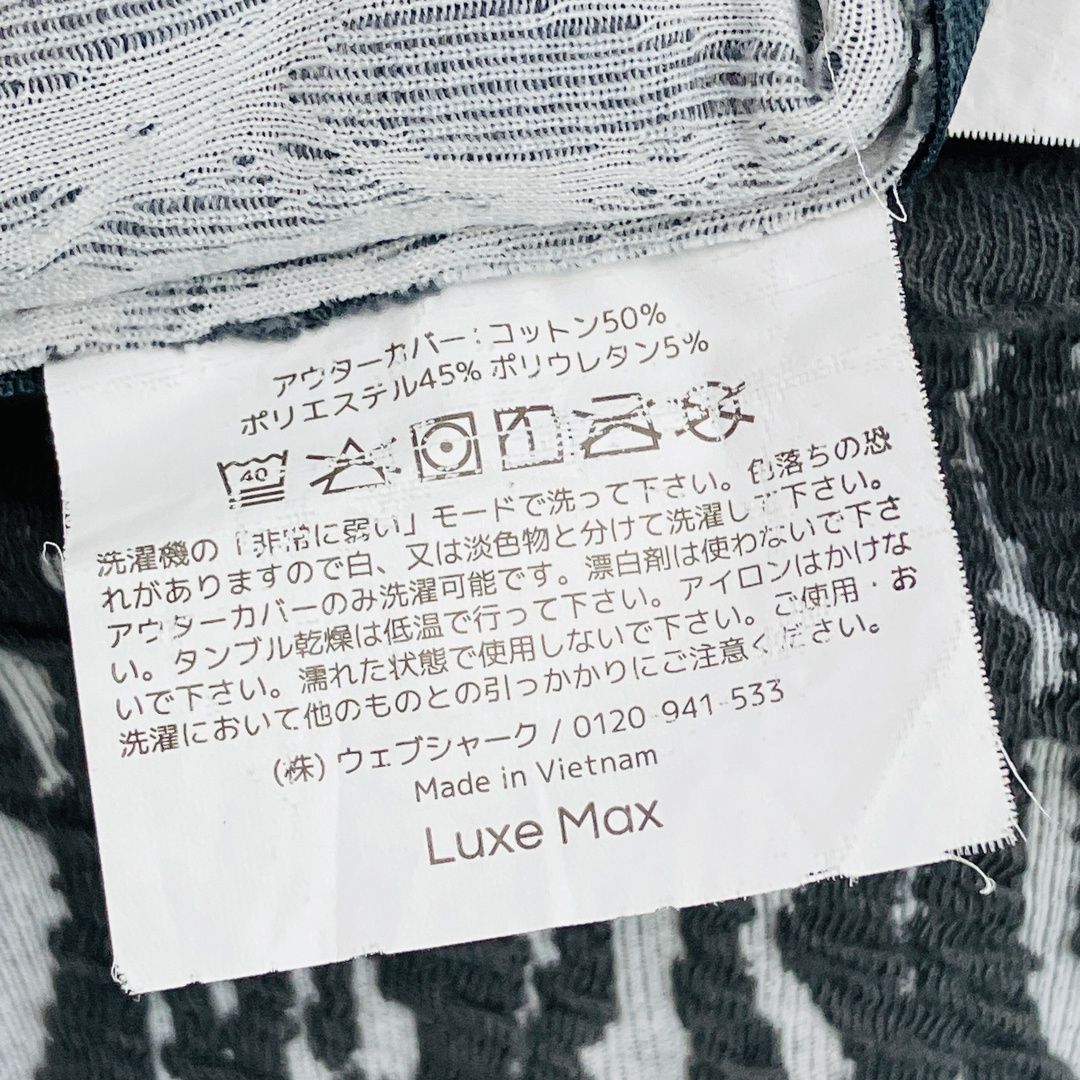 アウターカバー：コットン50%
ポリエステル45% ポリウレタン5%
40
洗濯機の「非常に弱い」モードで洗って下さい。色落ちの恐
れがありますので白、又は淡色物と分けて洗濯して下さい。
アウターカバーのみ洗濯可能です。漂白剤は使わないで下さ
い。タンブル乾燥は低温で行って下さい。アイロンはかけな
いで下さい。濡れた状態で使用しないで下さい。ご使用・お
洗濯において他のものとの引っかかりにご注意ください。
(株) ウェブシャーク / 0120-941-533
Made in Vietnam
Luxe Max